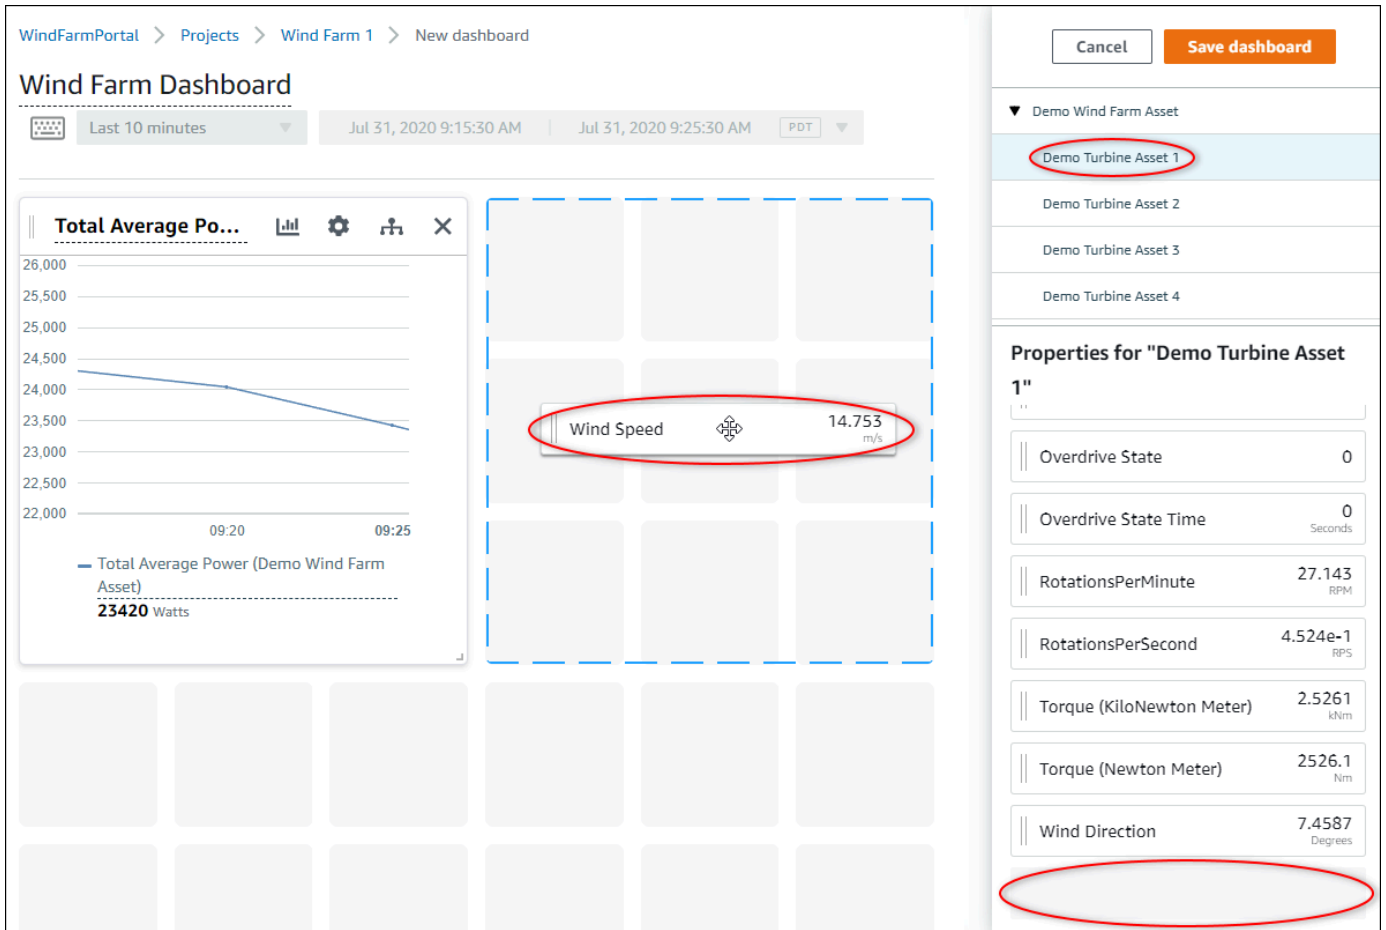 WindFarmPortal > Projects > Wind Farm 1 > New dashboard
Wind Farm Dashboard
Last 10 minutes
Jul 31, 2020 9:15:30 AM
Jul 31, 2020 9:25:30 AM
PDT
Total Average Po...
26,000
25,500
25,000
24,500
24,000
23,500
23,000
22,500
22,000
09:20
09:25
Total Average Power (Demo Wind Farm
Asset)
23420 Watts
Wind Speed
14.753
m/s
Cancel
Save dashboard
Demo Wind Farm Asset
Demo Turbine Asset 1
Demo Turbine Asset 2
Demo Turbine Asset 3
Demo Turbine Asset 4
Properties for "Demo Turbine Asset
1"
Overdrive State
0
Overdrive State Time
0
Seconds
RotationsPerMinute
27.143
RPM
RotationsPerSecond
4.524e-1
RPS
Torque (KiloNewton Meter)
2.5261
kNm
Torque (Newton Meter)
2526.1
Nm
Wind Direction
7.4587
Degrees